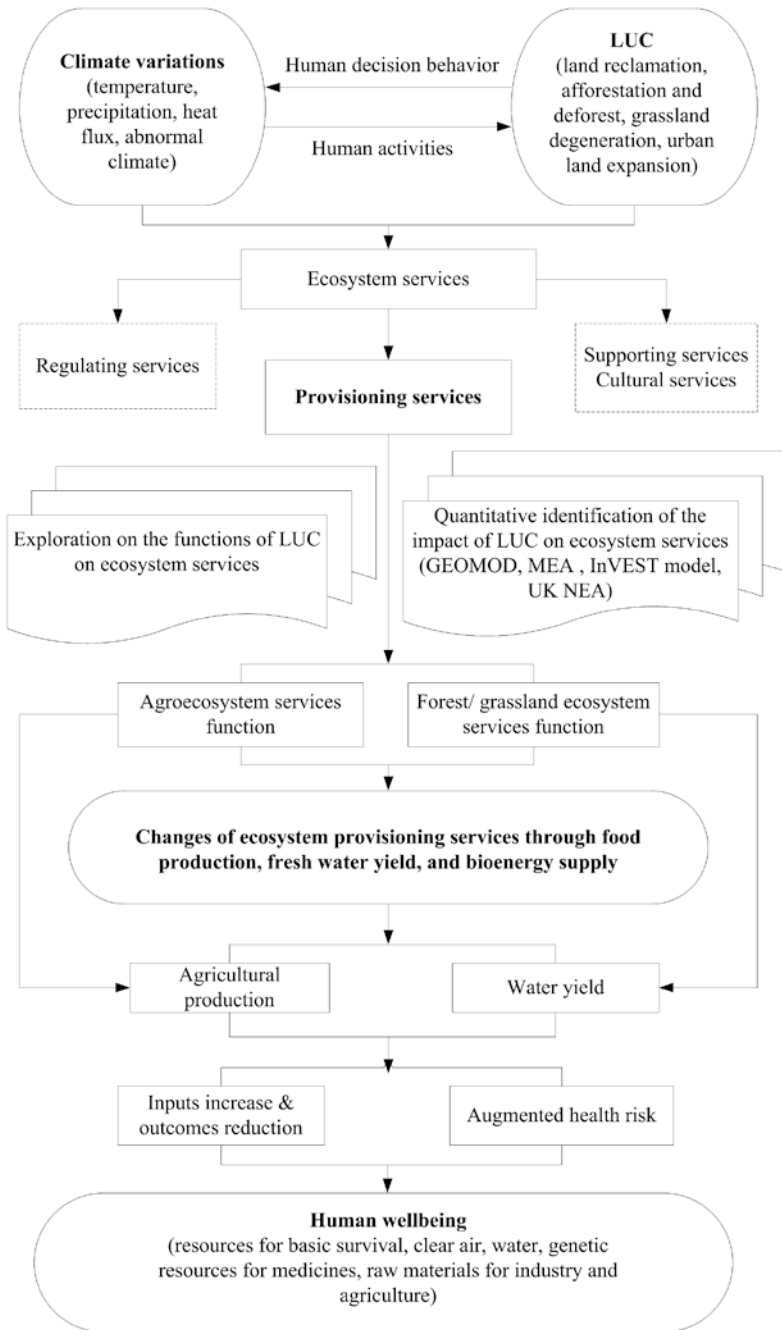 Climate variations
(temperature,
precipitation, heat
flux, abnormal
climate)
Human decision behavior
Human activities
LUC
(land reclamation,
afforestation and
deforest, grassland
degeneration, urban
land expansion)
Ecosystem services
Regulating services
Provisioning services
Supporting services
Cultural services
Exploration on the functions of LUC
on ecosystem services
Quantitative identification of the
impact of LUC on ecosystem services
(GEOMOD, MEA , InVEST model,
UK NEA)
Agroecosystem services
function
Forest/ grassland ecosystem
services function
Changes of ecosystem provisioning services through food
production, fresh water yield, and bioenergy supply
Agricultural
production
Water yield
Inputs increase &
outcomes reduction
Augmented health risk
Human wellbeing
(resources for basic survival, clear air, water, genetic
resources for medicines, raw materials for industry and
agriculture)